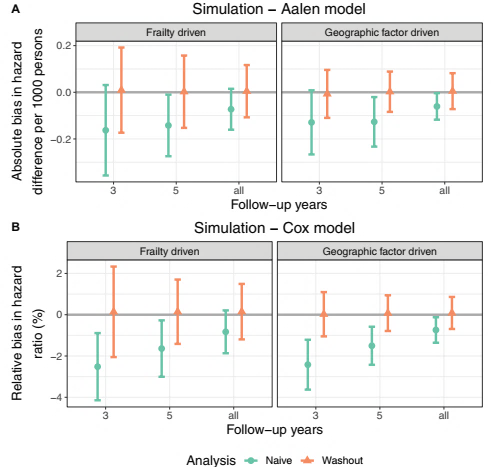 A
Simulation – Aalen model
Frailty driven
Geographic factor driven
Absolute bias in hazard
difference per 1000 persons
0.2
0.0
−0.2
3
5
all
3
5
all
Follow−up years
B
Simulation – Cox model
Frailty driven
Geographic factor driven
Relative bias in hazard
ratio (%)
2
0
−2
−4
3
5
all
3
5
all
Follow−up years
Analysis Naive Washout